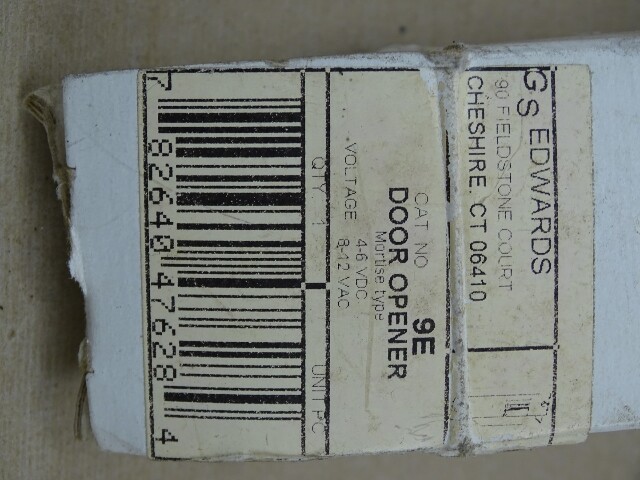 GS EDWARDS
90 FIELDSTONE COURT
CHESHIRE, CT 06410
CAT NO 9E
DOOR OPENER
Mortise type
VOLTAGE 4-6 VDC
8-12 VAC
QTY 1 UNIT PC
7 82640 47628 4